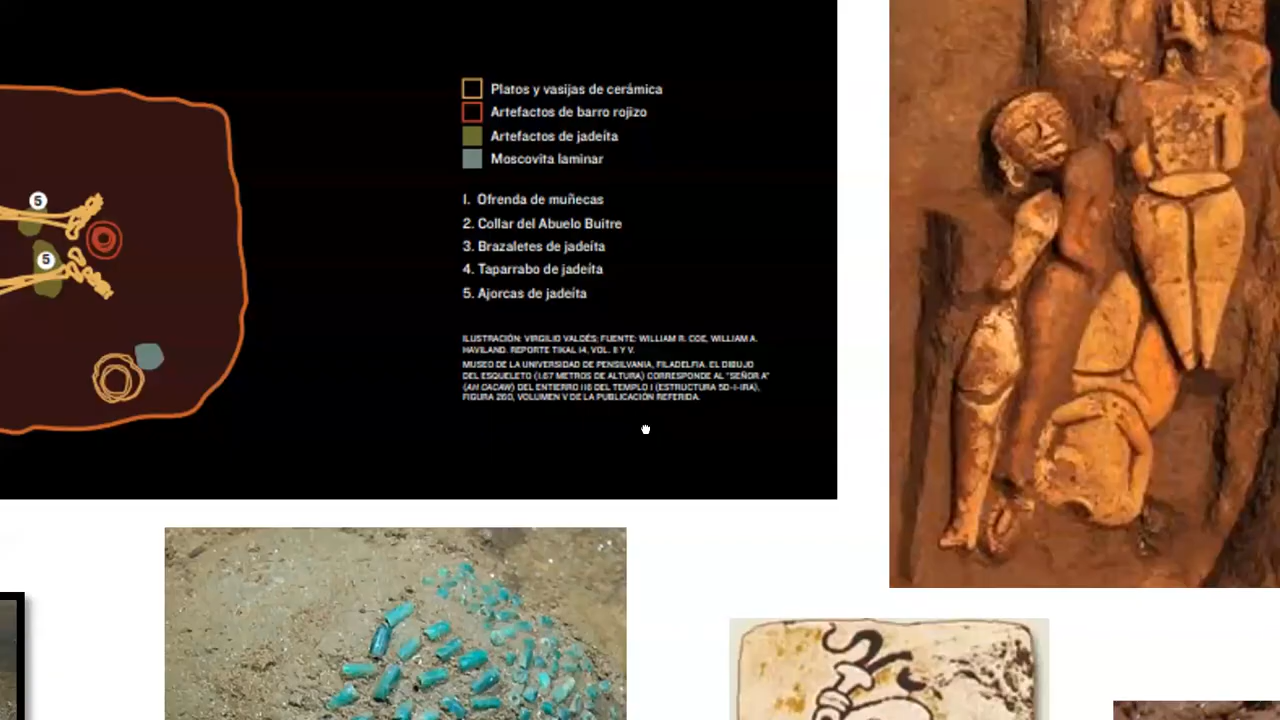 5
5
Platos y vasijas de cerámica
Artefactos de barro rojizo
Artefactos de jadeíta
Moscovita laminar
1. Ofrenda de muñecas
2. Collar del Abuelo Buitre
3. Brazaletes de jadeíta
4. Taparrabo de jadeíta
5. Ajorcas de jadeíta
ILUSTRACIÓN: VIRGILIO VALDÉS; FUENTE: WILLIAM R. COE, WILLIAM A.
HAVILAND. REPORTE TIKAL 14, VOL. II Y V.
MUSEO DE LA UNIVERSIDAD DE PENSILVANIA, FILADELFIA. EL DIBUJO
DEL ESQUELETO (1.67 METROS DE ALTURA) CORRESPONDE AL "SEÑOR A"
(AH CACAW) DEL ENTIERRO 116 DEL TEMPLO I (ESTRUCTURA 5D-1-1RA),
FIGURA 260, VOLUMEN V DE LA PUBLICACIÓN REFERIDA.